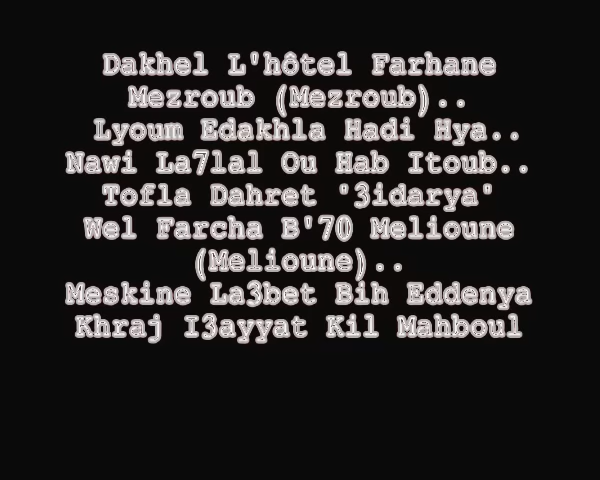 Dakhel L'hôtel Farhane
Mezroub (Mezroub)..
Lyoum Edakhla Hadi Hya..
Nawi La7lal Ou Hab Itoub..
Tofla Dahret '3idarya'
Wel Farcha B'70 Melioune
(Melioune)..
Meskine La3bet Bih Eddenya
Khraj I3ayyat Kil Mahboul